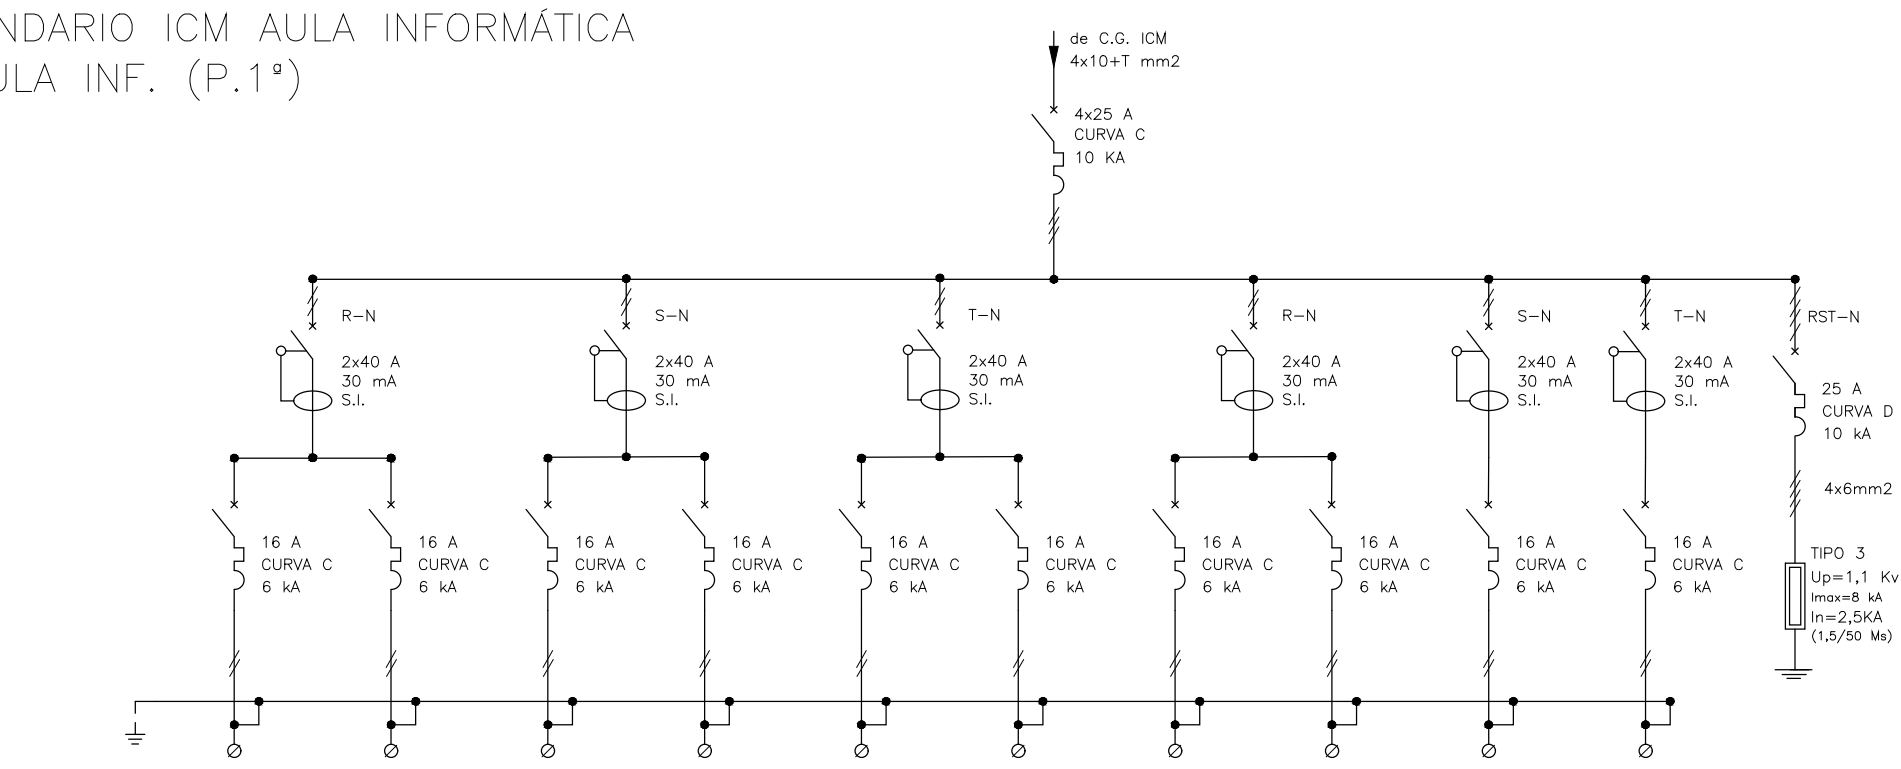 NDARIO ICM AULA INFORMÁTICA
ULA INF. (P.1ª)
de C.G. ICM
4x10+T mm2
4x25 A
CURVA C
10 KA
R-N
2x40 A
30 mA
S.I.
S-N
2x40 A
30 mA
S.I.
T-N
2x40 A
30 mA
S.I.
R-N
2x40 A
30 mA
S.I.
S-N
2x40 A
30 mA
S.I.
T-N
2x40 A
30 mA
S.I.
RST-N
25 A
CURVA D
10 kA
4x6mm2
TIPO 3
Up=1,1 Kv
Imax=8 kA
In=2,5KA
(1,5/50 Ms)
16 A
CURVA C
6 kA
16 A
CURVA C
6 kA
16 A
CURVA C
6 kA
16 A
CURVA C
6 kA
16 A
CURVA C
6 kA
16 A
CURVA C
6 kA
16 A
CURVA C
6 kA
16 A
CURVA C
6 kA
16 A
CURVA C
6 kA
16 A
CURVA C
6 kA